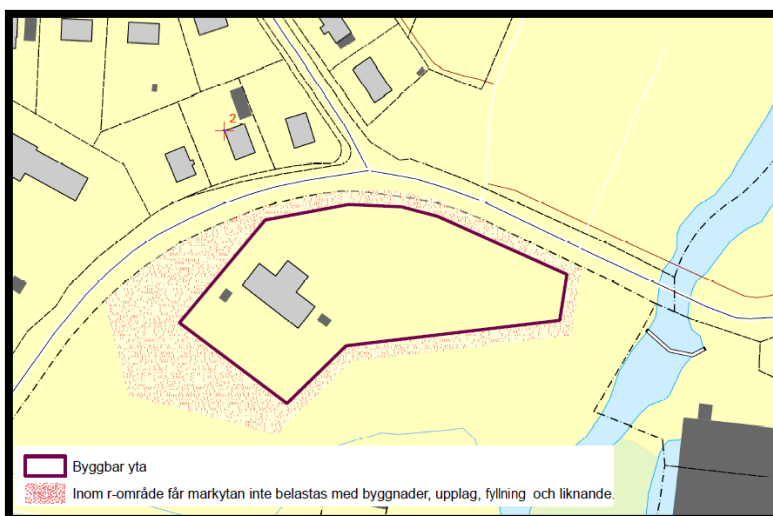 2
Byggbar yta
Inom r-område får markytan inte belastas med byggnader, upplag, fyllning och liknande.